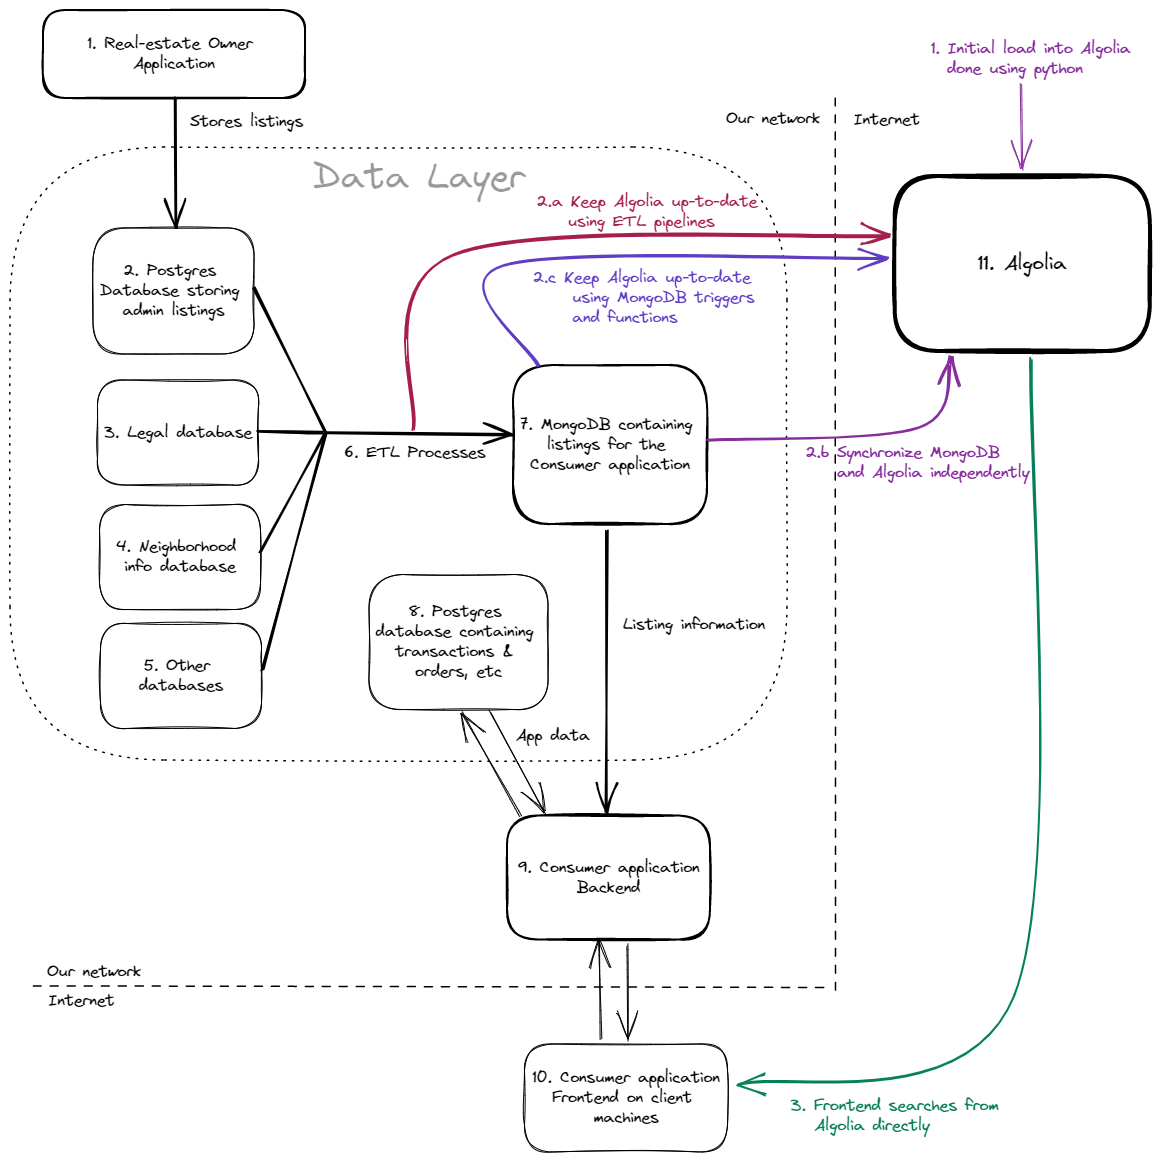 1. Real-estate Owner
Application
Stores listings
1. Initial load into Algolia
done using python
Our network
Internet
Data Layer
2.a Keep Algolia up-to-date
using ETL pipelines
11. Algolia
2. Postgres
Database storing
admin listings
2.c Keep Algolia up-to-date
using MongoDB triggers
and functions
3. Legal database
6. ETL Processes
7. MongoDB containing
listings for the
Consumer application
2.b Synchronize MongoDB
and Algolia independently
4. Neighborhood
info database
8. Postgres
database containing
transactions &
orders, etc
Listing information
5. Other
databases
App data
9. Consumer application
Backend
Our network
Internet
10. Consumer application
Frontend on client
machines
3. Frontend searches from
Algolia directly